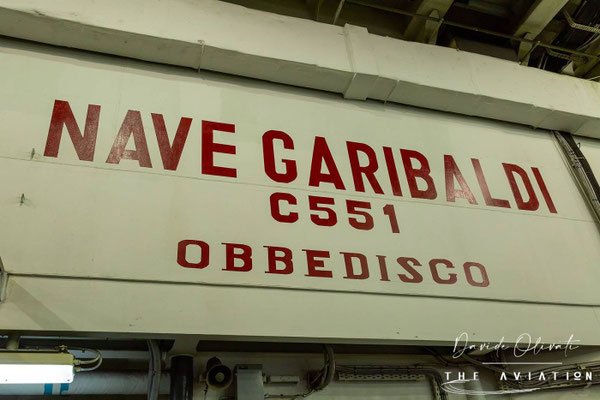 NAVE GARIBALDI
C551
OBBEDISCO
Davide Olivati
THE AVIATION